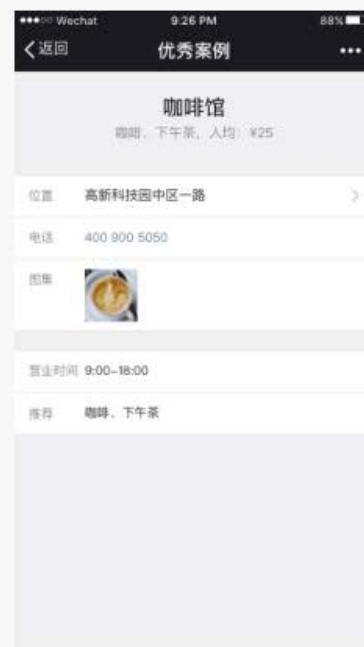 Wechat 9:26 PM 88%
返回 优秀案例
咖啡馆
咖啡、下午茶，人均：¥25
位置 高新科技园中区一路
电话 400 900 5050
图集
营业时间 9:00-18:00
推荐 咖啡、下午茶